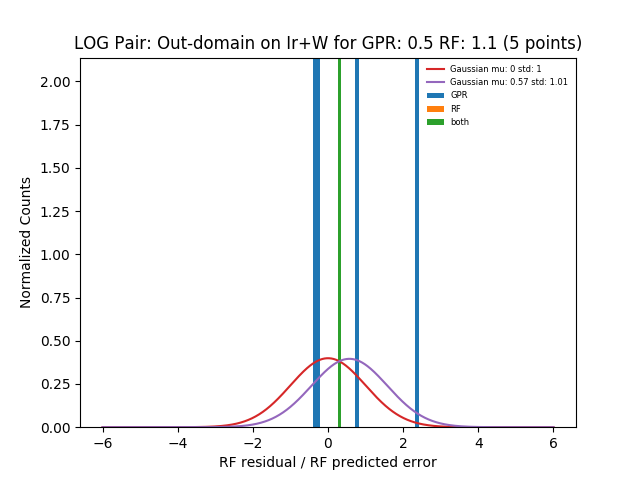 LOG Pair: Out-domain on Ir+W for GPR: 0.5 RF: 1.1 (5 points)
Gaussian mu: 0 std: 1
Gaussian mu: 0.57 std: 1.01
GPR
RF
both
Normalized Counts
2.00
1.75
1.50
1.25
1.00
0.75
0.50
0.25
0.00
−6 −4 −2 0 2 4 6
RF residual / RF predicted error